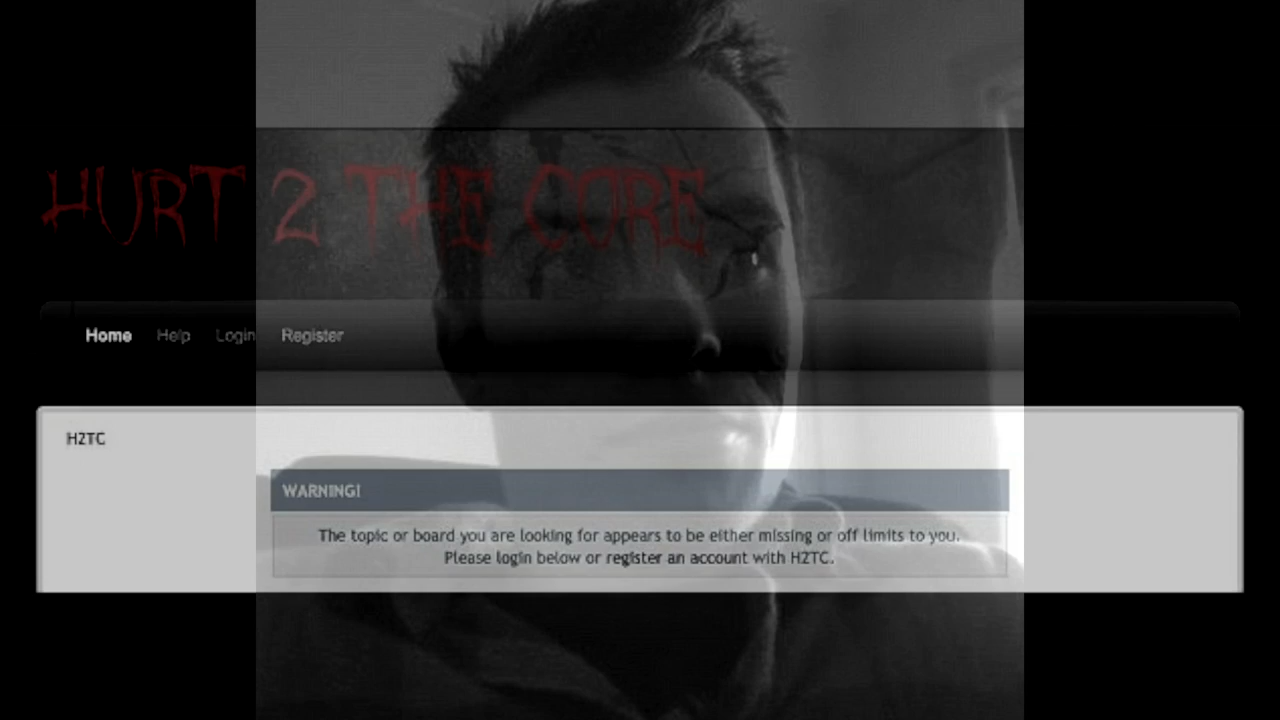 HURT 2 THE CORE
Home Help Login Register
H2TC
WARNING!
The topic or board you are looking for appears to be either missing or off limits to you.
Please login below or register an account with H2TC.